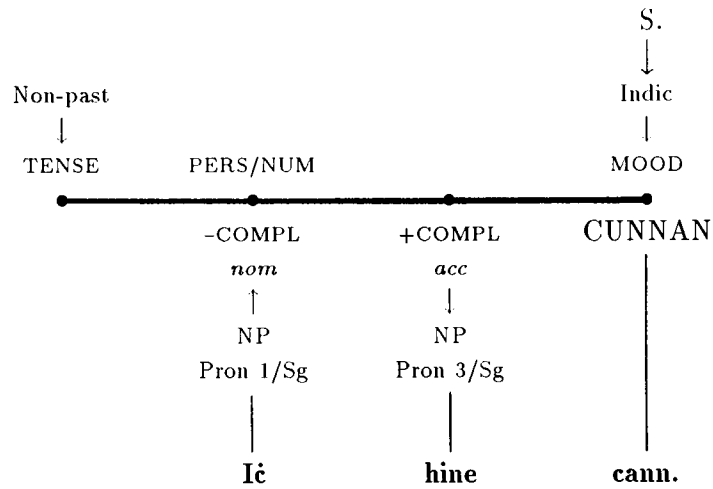 S.
Non-past Indic
TENSE PERS/NUM MOOD
-COMPL +COMPL CUNNAN
nom acc
NP NP
Pron 1/Sg Pron 3/Sg
Iċ hine cann.